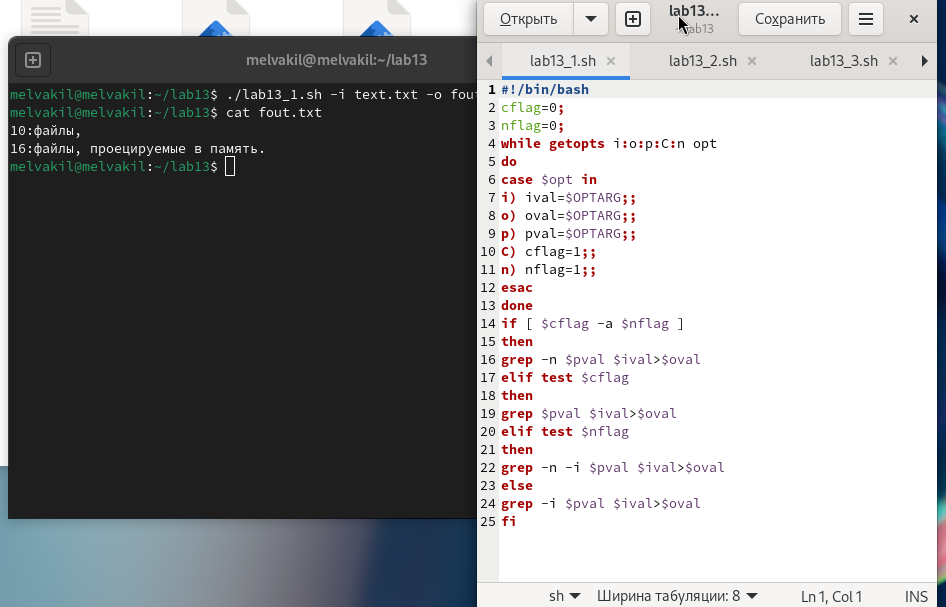 Открыть
lab13...
lab13
Сохранить
lab13_1.sh
lab13_2.sh
lab13_3.sh
melvakil@melvakil:~/lab13
melvakil@melvakil:~/lab13$ ./lab13_1.sh -i text.txt -o fout
melvakil@melvakil:~/lab13$ cat fout.txt
10:файлы,
16:файлы, проецируемые в память.
melvakil@melvakil:~/lab13$
1 #!/bin/bash
2 cflag=0;
3 nflag=0;
4 while getopts i:o:p:C:n opt
5 do
6 case $opt in
7 i) ival=$OPTARG;;
8 o) oval=$OPTARG;;
9 p) pval=$OPTARG;;
10 C) cflag=1;;
11 n) nflag=1;;
12 esac
13 done
14 if [ $cflag -a $nflag ]
15 then
16 grep -n $pval $ival>$oval
17 elif test $cflag
18 then
19 grep $pval $ival>$oval
20 elif test $nflag
21 then
22 grep -n -i $pval $ival>$oval
23 else
24 grep -i $pval $ival>$oval
25 fi
sh Ширина табуляции: 8 Ln 1, Col 1 INS